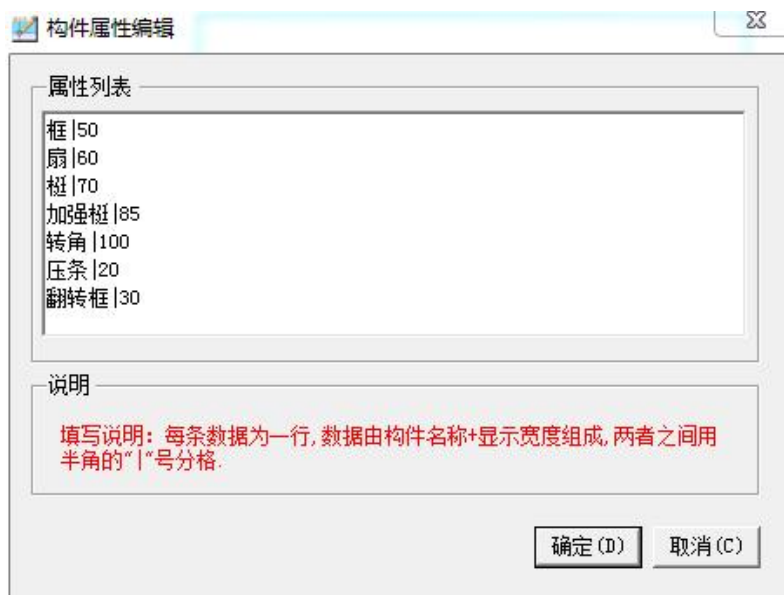 构件属性编辑
属性列表
框|50
扇|60
梃|70
加强梃|85
转角|100
压条|20
翻转框|30
说明
填写说明：每条数据为一行,数据由构件名称+显示宽度组成,两者之间用
半角的"|"号分格.
确定(D) 取消(C)